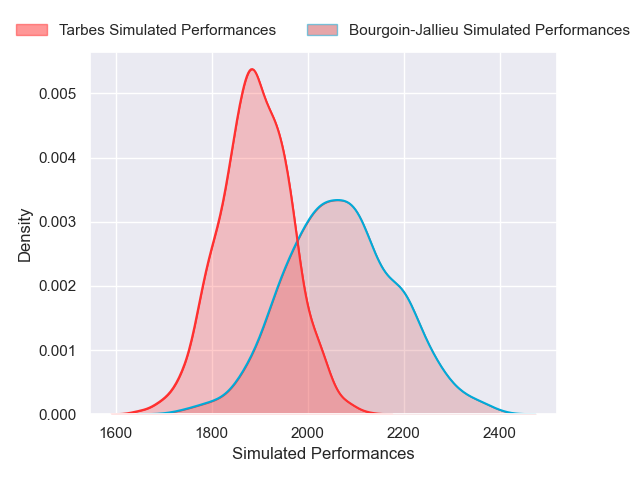 Tarbes Simulated Performances Bourgoin-Jallieu Simulated Performances
0.005
0.004
0.003
0.002
0.001
0.000
Density
1600 1800 2000 2200 2400
Simulated Performances